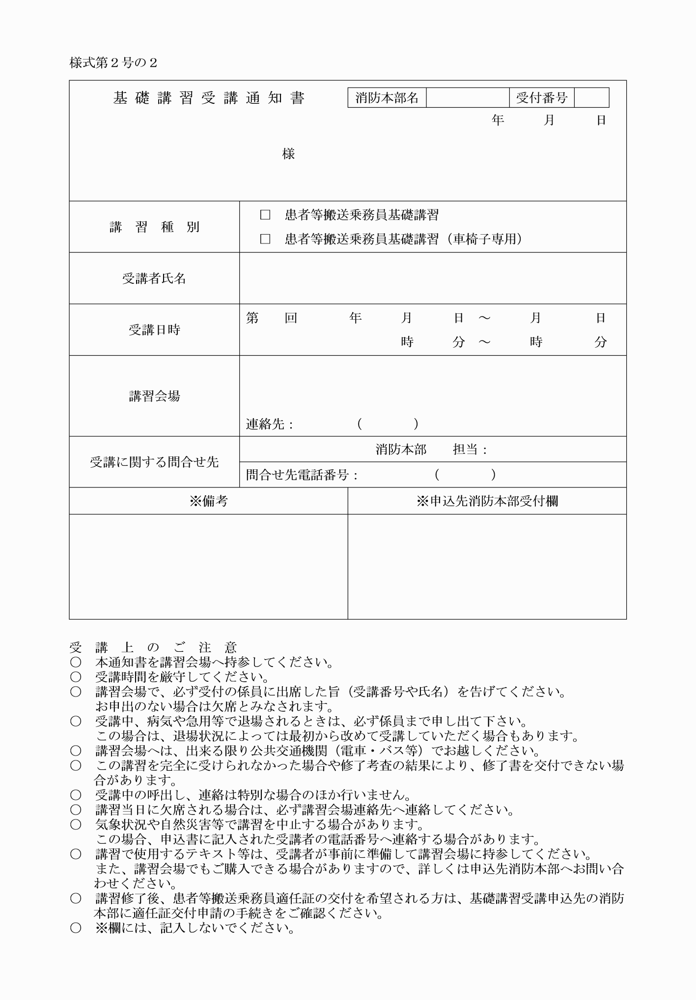 様式第２号の２
基礎講習受講通知書　消防本部名　受付番号
年　月　日
様
講習種別
□　患者等搬送乗務員基礎講習
□　患者等搬送乗務員基礎講習（車椅子専用）
受講者氏名
受講日時
第　　回　　　　年　　　月　　　日　～　　　月　　　　日
時　　　分　～　　　時　　　　分
講習会場
連絡先：　　　　　（　　　　）
受講に関する問合せ先
消防本部　　担当：
問合せ先電話番号：　　　　　　（　　　　）
※備考　※申込先消防本部受付欄
受　講　上　の　ご　注　意
○　本通知書を講習会場へ持参してください。
○　受講時間を厳守してください。
○　講習会場で、必ず受付の係員に出席した旨（受講番号や氏名）を告げてください。
お申出のない場合は欠席とみなされます。
○　受講中、病気や急用等で退場されるときは、必ず係員まで申し出て下さい。
この場合は、退場状況によっては最初から改めて受講していただく場合もあります。
○　講習会場へは、出来る限り公共交通機関（電車・バス等）でお越しください。
○　この講習を完全に受けられなかった場合や修了考査の結果により、修了書を交付できない場
合があります。
○　受講中の呼出し、連絡は特別な場合のほか行いません。
○　講習当日に欠席される場合は、必ず講習会場連絡先へ連絡してください。
○　気象状況や自然災害等で講習を中止する場合があります。
この場合、申込書に記入された受講者の電話番号へ連絡する場合があります。
○　講習で使用するテキスト等は、受講者が事前に準備して講習会場に持参してください。
また、講習会場でもご購入できる場合がありますので、詳しくは申込先消防本部へお問い合
わせください。
○　講習修了後、患者等搬送乗務員適任証の交付を希望される方は、基礎講習受講申込先の消防
本部に適任証交付申請の手続きをご確認ください。
○　※欄には、記入しないでください。